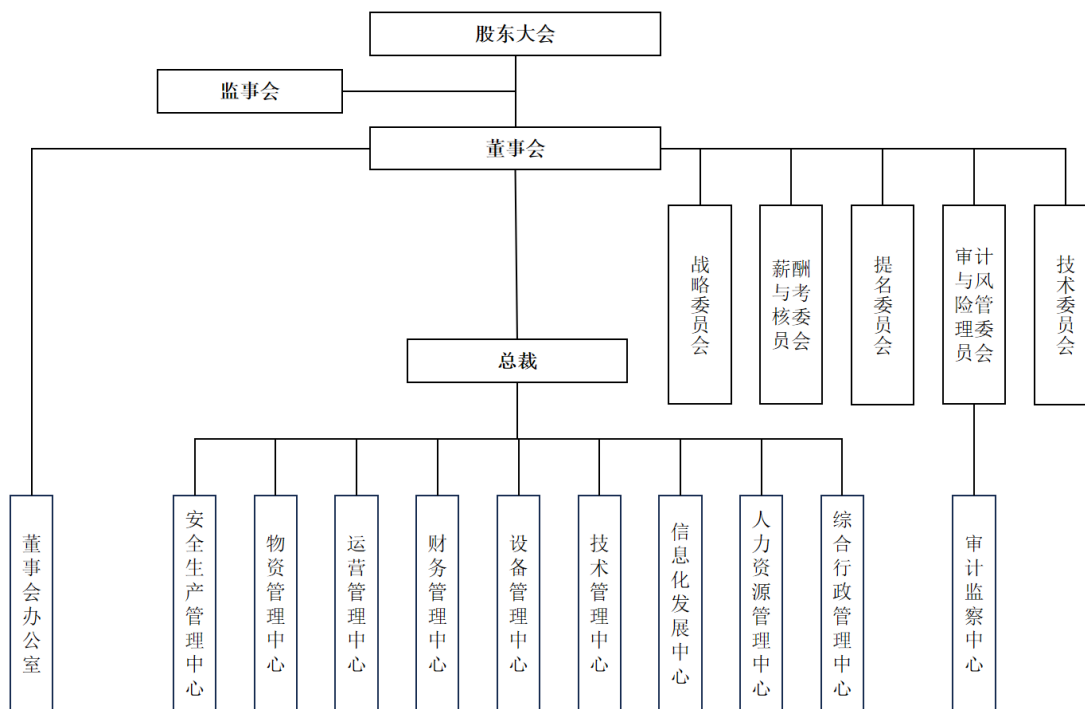 股东大会
监事会
董事会
战略委员会
薪酬与考核委员会
提名委员会
审计与风险管理委员会
技术委员会
总裁
董事会办公室
安全生产管理中心
物资管理中心
运营管理中心
财务管理中心
设备管理中心
技术管理中心
信息化发展中心
人力资源管理中心
综合行政管理中心
审计监察中心